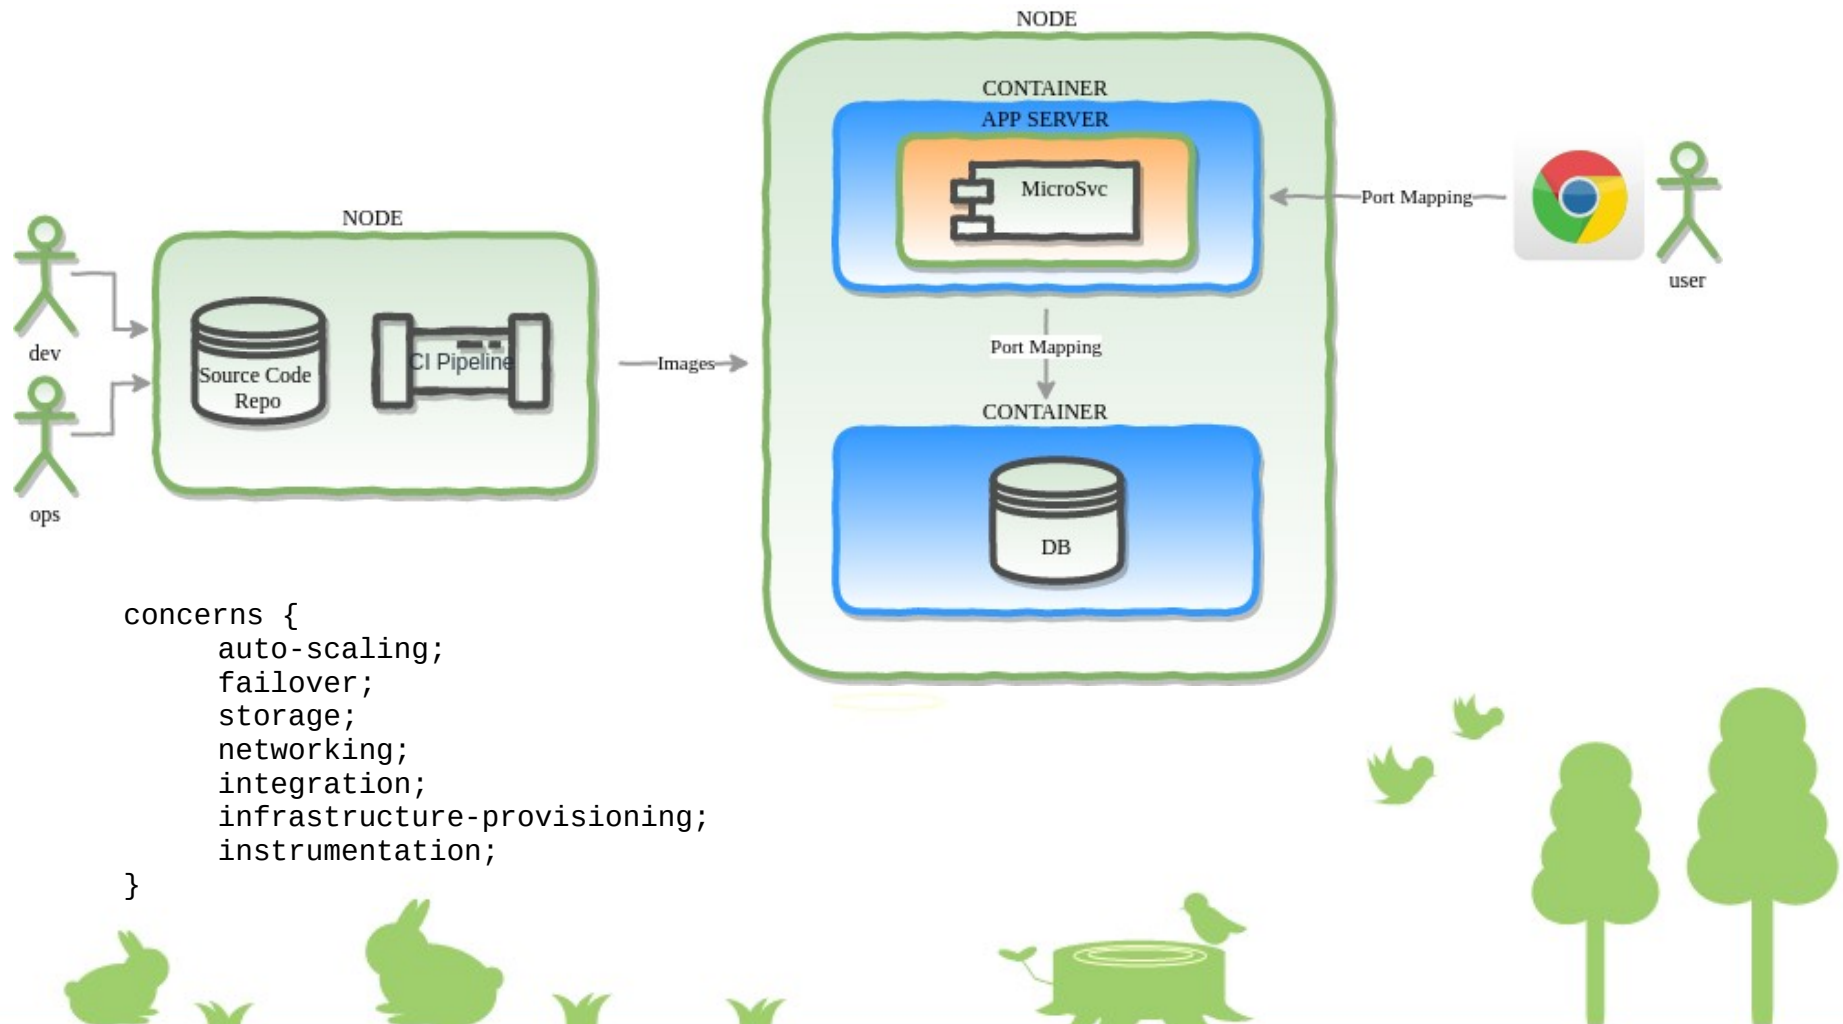 NODE
CONTAINER
APP SERVER
MicroSvc
Port Mapping
user
NODE
dev
Source Code
Repo
CI Pipeline
Images
Port Mapping
CONTAINER
DB
ops
concerns {
auto-scaling;
failover;
storage;
networking;
integration;
infrastructure-provisioning;
instrumentation;
}